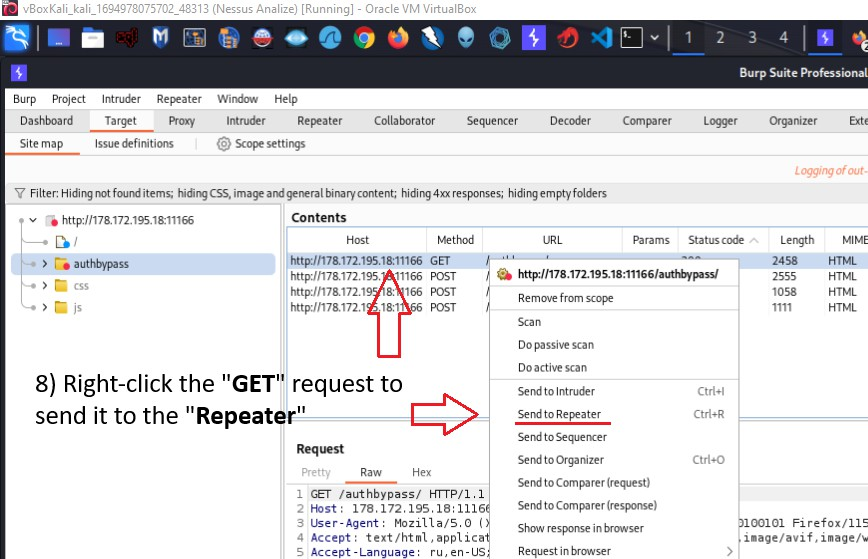 vBoxKali_kali_1694978075702_48313 (Nessus Analize) [Running] - Oracle VM VirtualBox
1 2 3 4
Burp Suite Professional
Burp Project Intruder Repeater Window Help
Dashboard Target Proxy Intruder Repeater Collaborator Sequencer Decoder Comparer Logger Organizer Exte
Site map Issue definitions Scope settings
Logging of out-
Filter: Hiding not found items; hiding CSS, image and general binary content; hiding 4xx responses; hiding empty folders
http://178.172.195.18:11166
/
authbypass
css
js
Contents
Host Method URL Params Status code Length MIME
http://178.172.195.18:11166 GET 2458 HTML
http://178.172.195.18:11166 POST 2555 HTML
http://178.172.195.18:11166 POST 1058 HTML
http://178.172.195.18:11166 POST 1111 HTML
http://178.172.195.18:11166/authbypass/
Remove from scope
Scan
Do passive scan
Do active scan
Send to Intruder Ctrl+I
Send to Repeater Ctrl+R
Send to Sequencer
Send to Organizer Ctrl+O
Send to Comparer (request)
Send to Comparer (response)
Show response in browser
Request in browser
8) Right-click the "GET" request to
send it to the "Repeater"
Request
Pretty Raw Hex
1 GET /authbypass/ HTTP/1.1
2 Host: 178.172.195.18:11166
3 User-Agent: Mozilla/5.0 (X 0100101 Firefox/115
4 Accept: text/html,applicat ,image/avif,image/w
5 Accept-Language: ru,en-US;